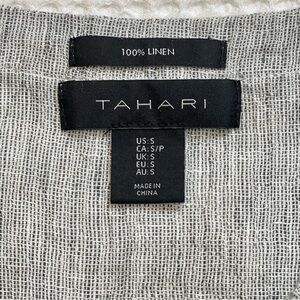 100% LINEN
TAHARI
US:S
CA:S/P
UK:S
EU:S
AU:S
MADE IN
CHINA